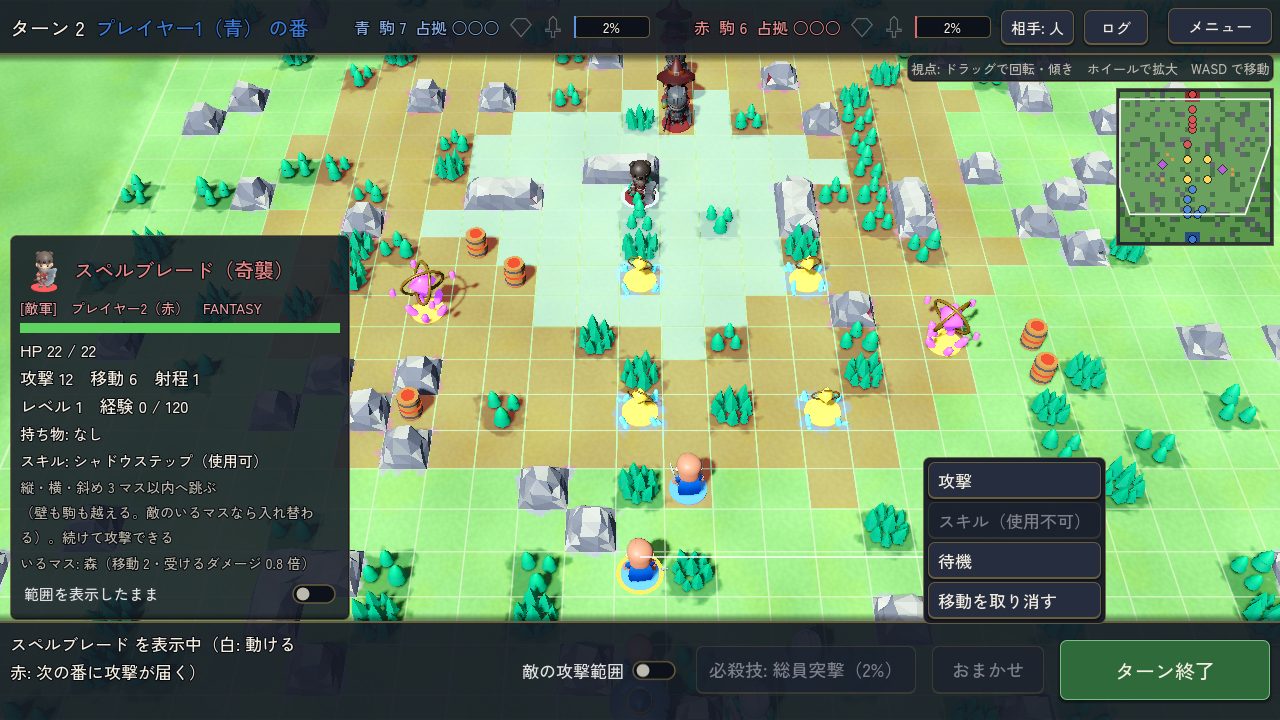 ターン 2 プレイヤー1（青）の番
青 駒 7 占拠 〇〇〇 2%
赤 駒 6 占拠 〇〇〇 2%
相手: 人
ログ
メニュー
視点: ドラッグで回転・傾き ホイールで拡大 WASD で移動
スペルブレード（奇襲）
[敵軍] プレイヤー2（赤） FANTASY
HP 22 / 22
攻撃 12 移動 6 射程 1
レベル 1 経験 0 / 120
持ち物: なし
スキル: シャドウステップ（使用可）
縦・横・斜め 3 マス以内へ跳ぶ
（壁も駒も越える。敵のいるマスなら入れ替わ
る）。続けて攻撃できる
いるマス: 森（移動 2・受けるダメージ 0.8 倍）
範囲を表示したまま
攻撃
スキル（使用不可）
待機
移動を取り消す
スペルブレード を表示中（白: 動ける
赤: 次の番に攻撃が届く）
敵の攻撃範囲
必殺技: 総員突撃（2%）
おまかせ
ターン終了